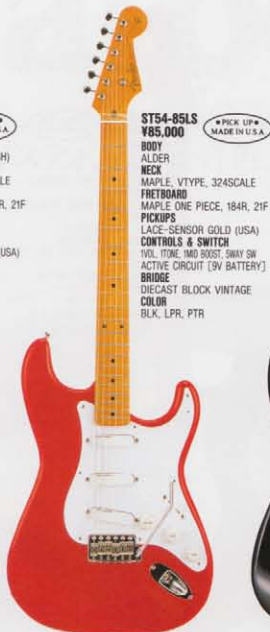 ST54-85LS
¥85,000
•PICK UP•
MADE IN U.S.A
BODY
ALDER
NECK
MAPLE, VTYPE, 324SCALE
FRETBOARD
MAPLE ONE PIECE, 184R, 21F
PICKUPS
LACE-SENSOR GOLD (USA)
CONTROLS & SWITCH
1VOL, 1TONE, 1MID BOOST, 5WAY SW
ACTIVE CIRCUIT [9V BATTERY]
BRIDGE
DIECAST BLOCK VINTAGE
COLOR
BLK, LPR, PTR
Fender
R, 21F
USA)